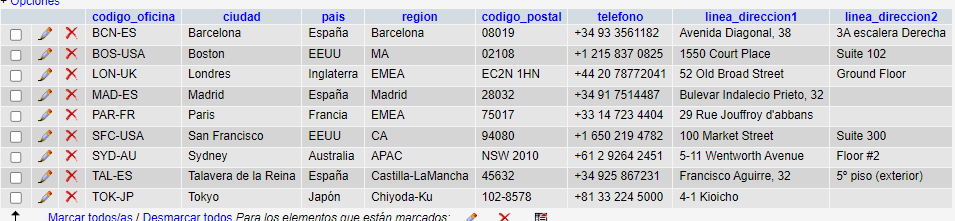 + Opciones
codigo_oficina ciudad pais region codigo_postal telefono linea_direccion1 linea_direccion2
BCN-ES Barcelona España Barcelona 08019 +34 93 3561182 Avenida Diagonal, 38 3A escalera Derecha
BOS-USA Boston EEUU MA 02108 +1 215 837 0825 1550 Court Place Suite 102
LON-UK Londres Inglaterra EMEA EC2N 1HN +44 20 78772041 52 Old Broad Street Ground Floor
MAD-ES Madrid España Madrid 28032 +34 91 7514487 Bulevar Indalecio Prieto, 32
PAR-FR Paris Francia EMEA 75017 +33 14 723 4404 29 Rue Jouffroy d'abbans
SFC-USA San Francisco EEUU CA 94080 +1 650 219 4782 100 Market Street Suite 300
SYD-AU Sydney Australia APAC NSW 2010 +61 2 9264 2451 5-11 Wentworth Avenue Floor #2
TAL-ES Talavera de la Reina España Castilla-LaMancha 45632 +34 925 867231 Francisco Aguirre, 32 5º piso (exterior)
TOK-JP Tokyo Japón Chiyoda-Ku 102-8578 +81 33 224 5000 4-1 Kioicho
Marcar todos/as / Desmarcar todos Para los elementos que están marcados: